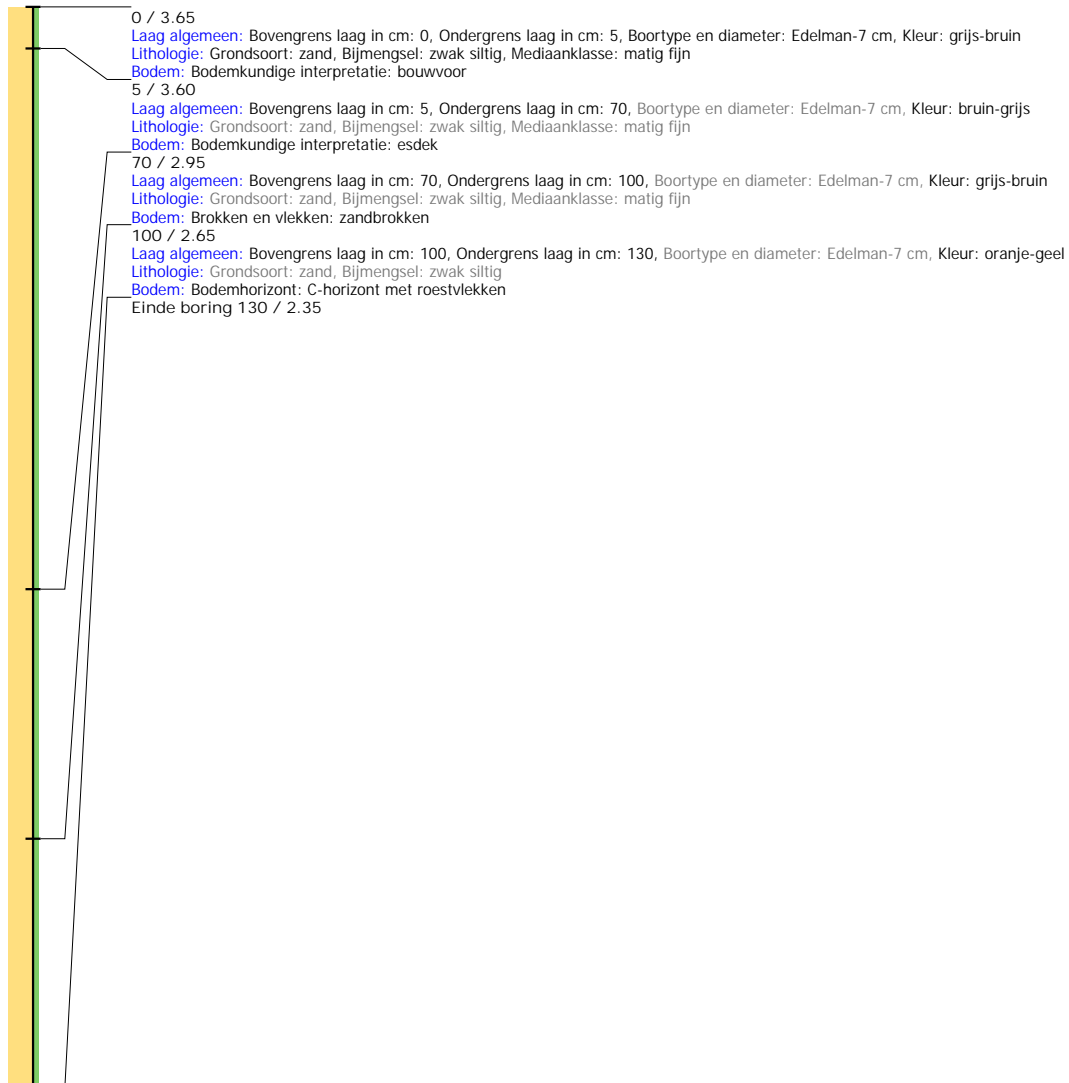 0 / 3.65
Laag algemeen: Bovengrens laag in cm: 0, Ondergrens laag in cm: 5, Boortype en diameter: Edelman-7 cm, Kleur: grijs-bruin
Lithologie: Grondsoort: zand, Bijmengsel: zwak siltig, Mediaanklasse: matig fijn
Bodem: Bodemkundige interpretatie: bouwvoor
5 / 3.60
Laag algemeen: Bovengrens laag in cm: 5, Ondergrens laag in cm: 70, Boortype en diameter: Edelman-7 cm, Kleur: bruin-grijs
Lithologie: Grondsoort: zand, Bijmengsel: zwak siltig, Mediaanklasse: matig fijn
Bodem: Bodemkundige interpretatie: esdek
70 / 2.95
Laag algemeen: Bovengrens laag in cm: 70, Ondergrens laag in cm: 100, Boortype en diameter: Edelman-7 cm, Kleur: grijs-bruin
Lithologie: Grondsoort: zand, Bijmengsel: zwak siltig, Mediaanklasse: matig fijn
Bodem: Brokken en vlekken: zandbrokken
100 / 2.65
Laag algemeen: Bovengrens laag in cm: 100, Ondergrens laag in cm: 130, Boortype en diameter: Edelman-7 cm, Kleur: oranje-geel
Lithologie: Grondsoort: zand, Bijmengsel: zwak siltig
Bodem: Bodemhorizont: C-horizont met roestvlekken
Einde boring 130 / 2.35